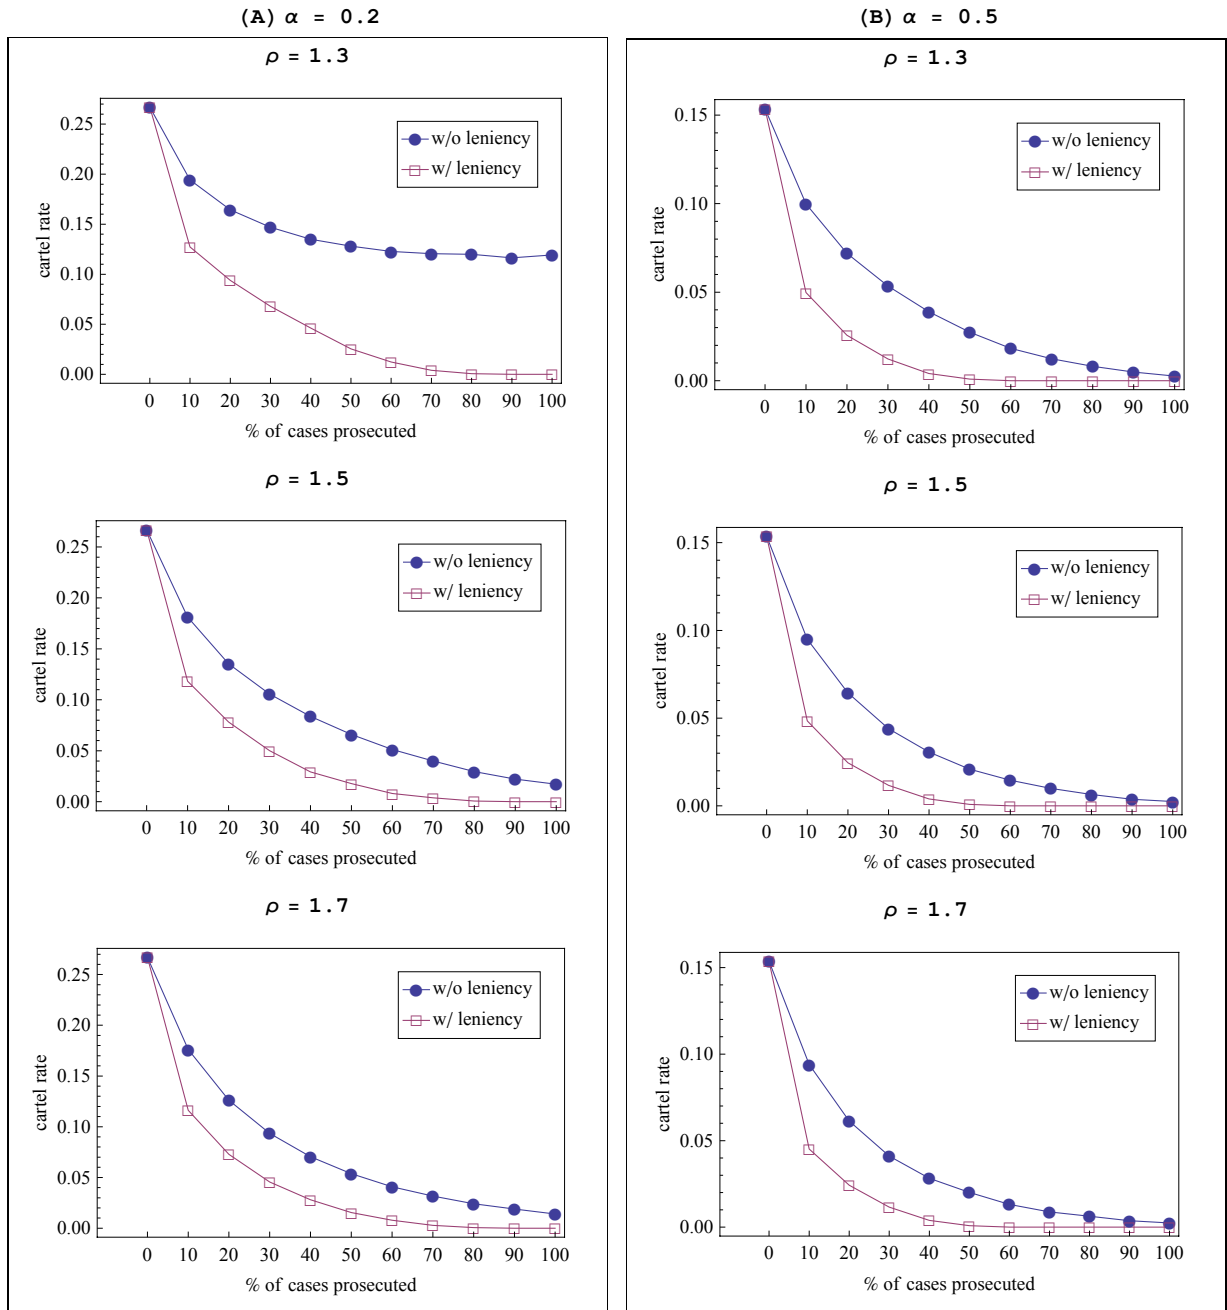 (A) α = 0.2
ρ = 1.3
0.25
0.20
0.15
0.10
0.05
0.00
cartel rate
w/o leniency
w/ leniency
0 10 20 30 40 50 60 70 80 90 100
% of cases prosecuted
ρ = 1.5
0.25
0.20
0.15
0.10
0.05
0.00
cartel rate
w/o leniency
w/ leniency
0 10 20 30 40 50 60 70 80 90 100
% of cases prosecuted
ρ = 1.7
0.25
0.20
0.15
0.10
0.05
0.00
cartel rate
w/o leniency
w/ leniency
0 10 20 30 40 50 60 70 80 90 100
% of cases prosecuted
(B) α = 0.5
ρ = 1.3
0.15
0.10
0.05
0.00
cartel rate
w/o leniency
w/ leniency
0 10 20 30 40 50 60 70 80 90 100
% of cases prosecuted
ρ = 1.5
0.15
0.10
0.05
0.00
cartel rate
w/o leniency
w/ leniency
0 10 20 30 40 50 60 70 80 90 100
% of cases prosecuted
ρ = 1.7
0.15
0.10
0.05
0.00
cartel rate
w/o leniency
w/ leniency
0 10 20 30 40 50 60 70 80 90 100
% of cases prosecuted